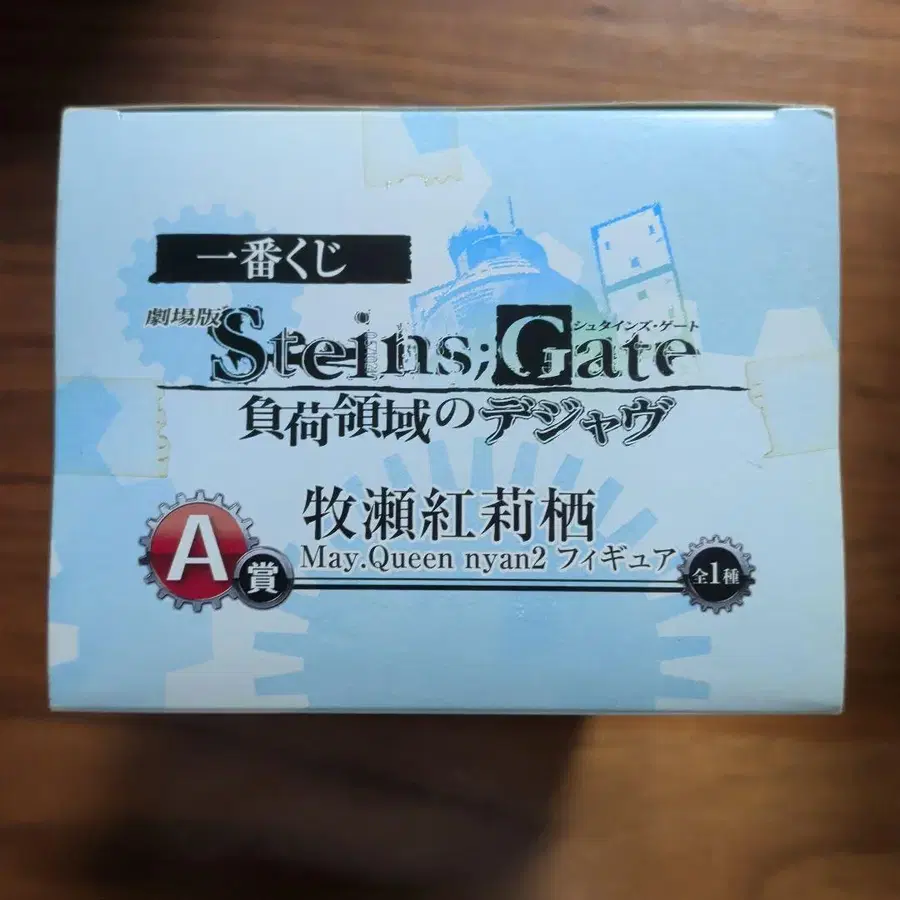 一番くじ
劇場版
シュタインズ・ゲート
Steins;Gate
負荷領域のデジャヴ
牧瀬紅莉栖
May.Queen nyan2 フィギュア
A賞
全1種